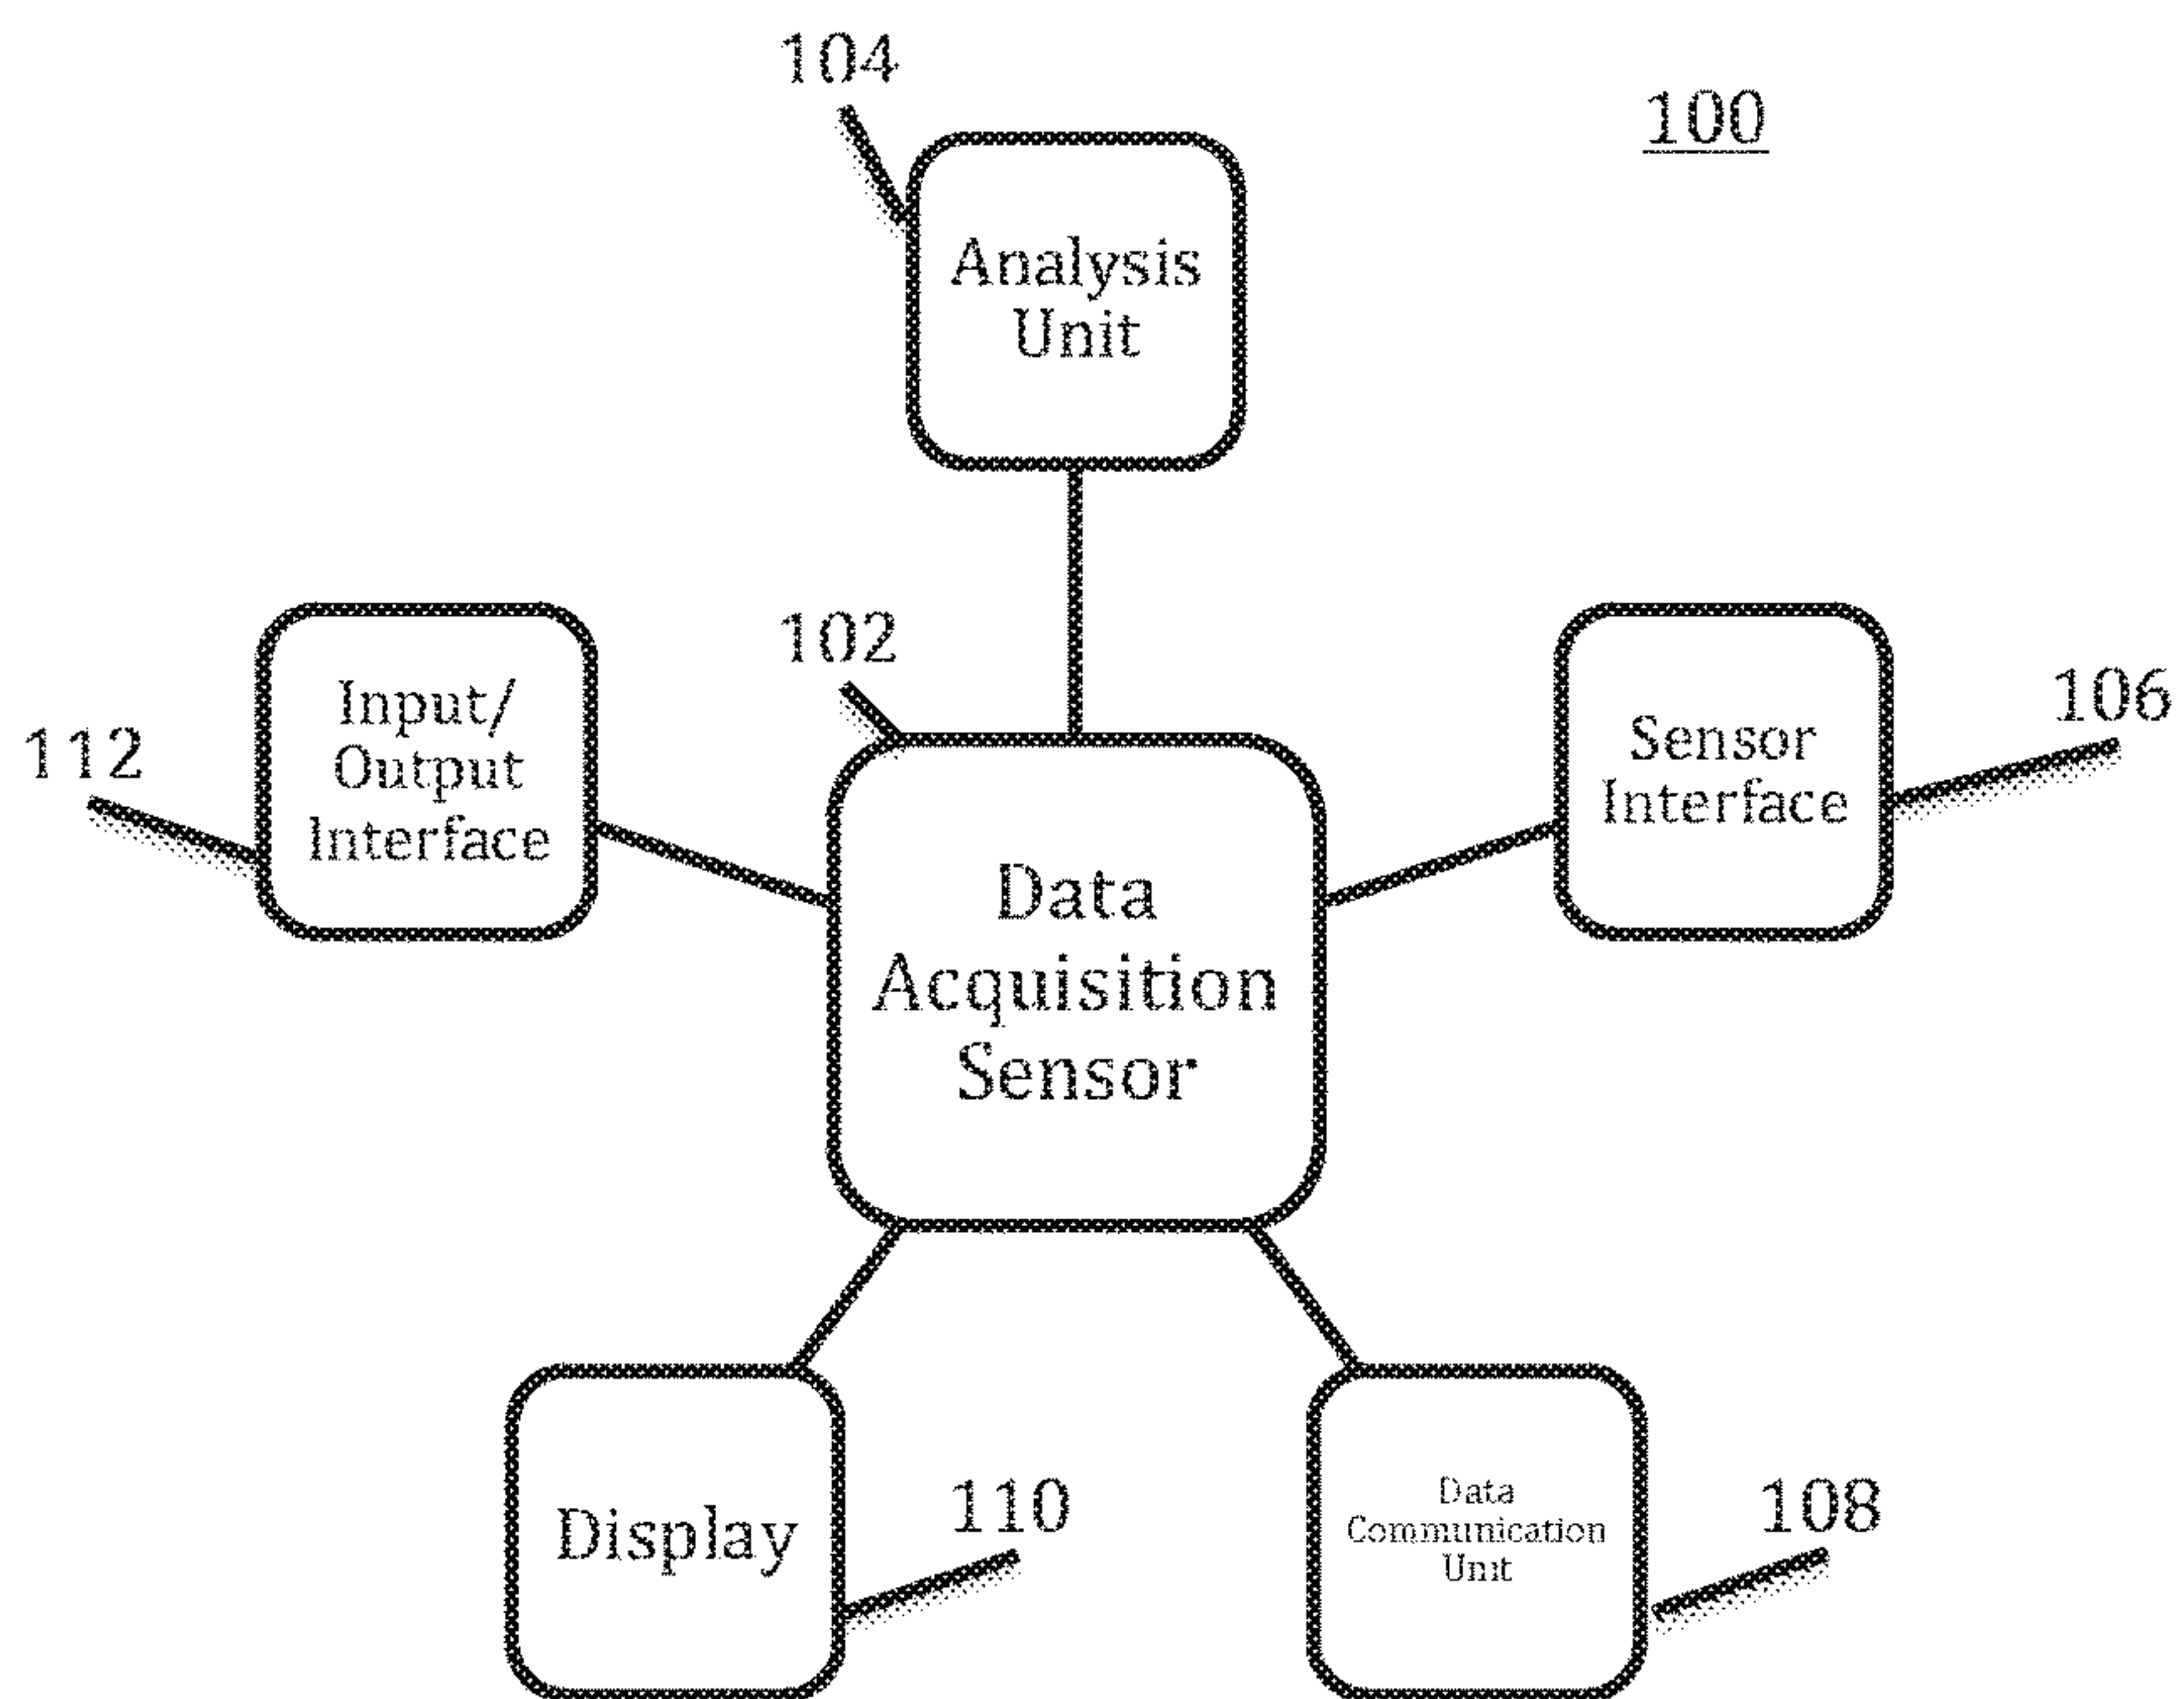 104
100
Analysis
Unit
102
Input/
Output
Interface
112
Sensor
Interface
106
Data
Acquisition
Sensor
Display
110
Data
Communication
Unit
108